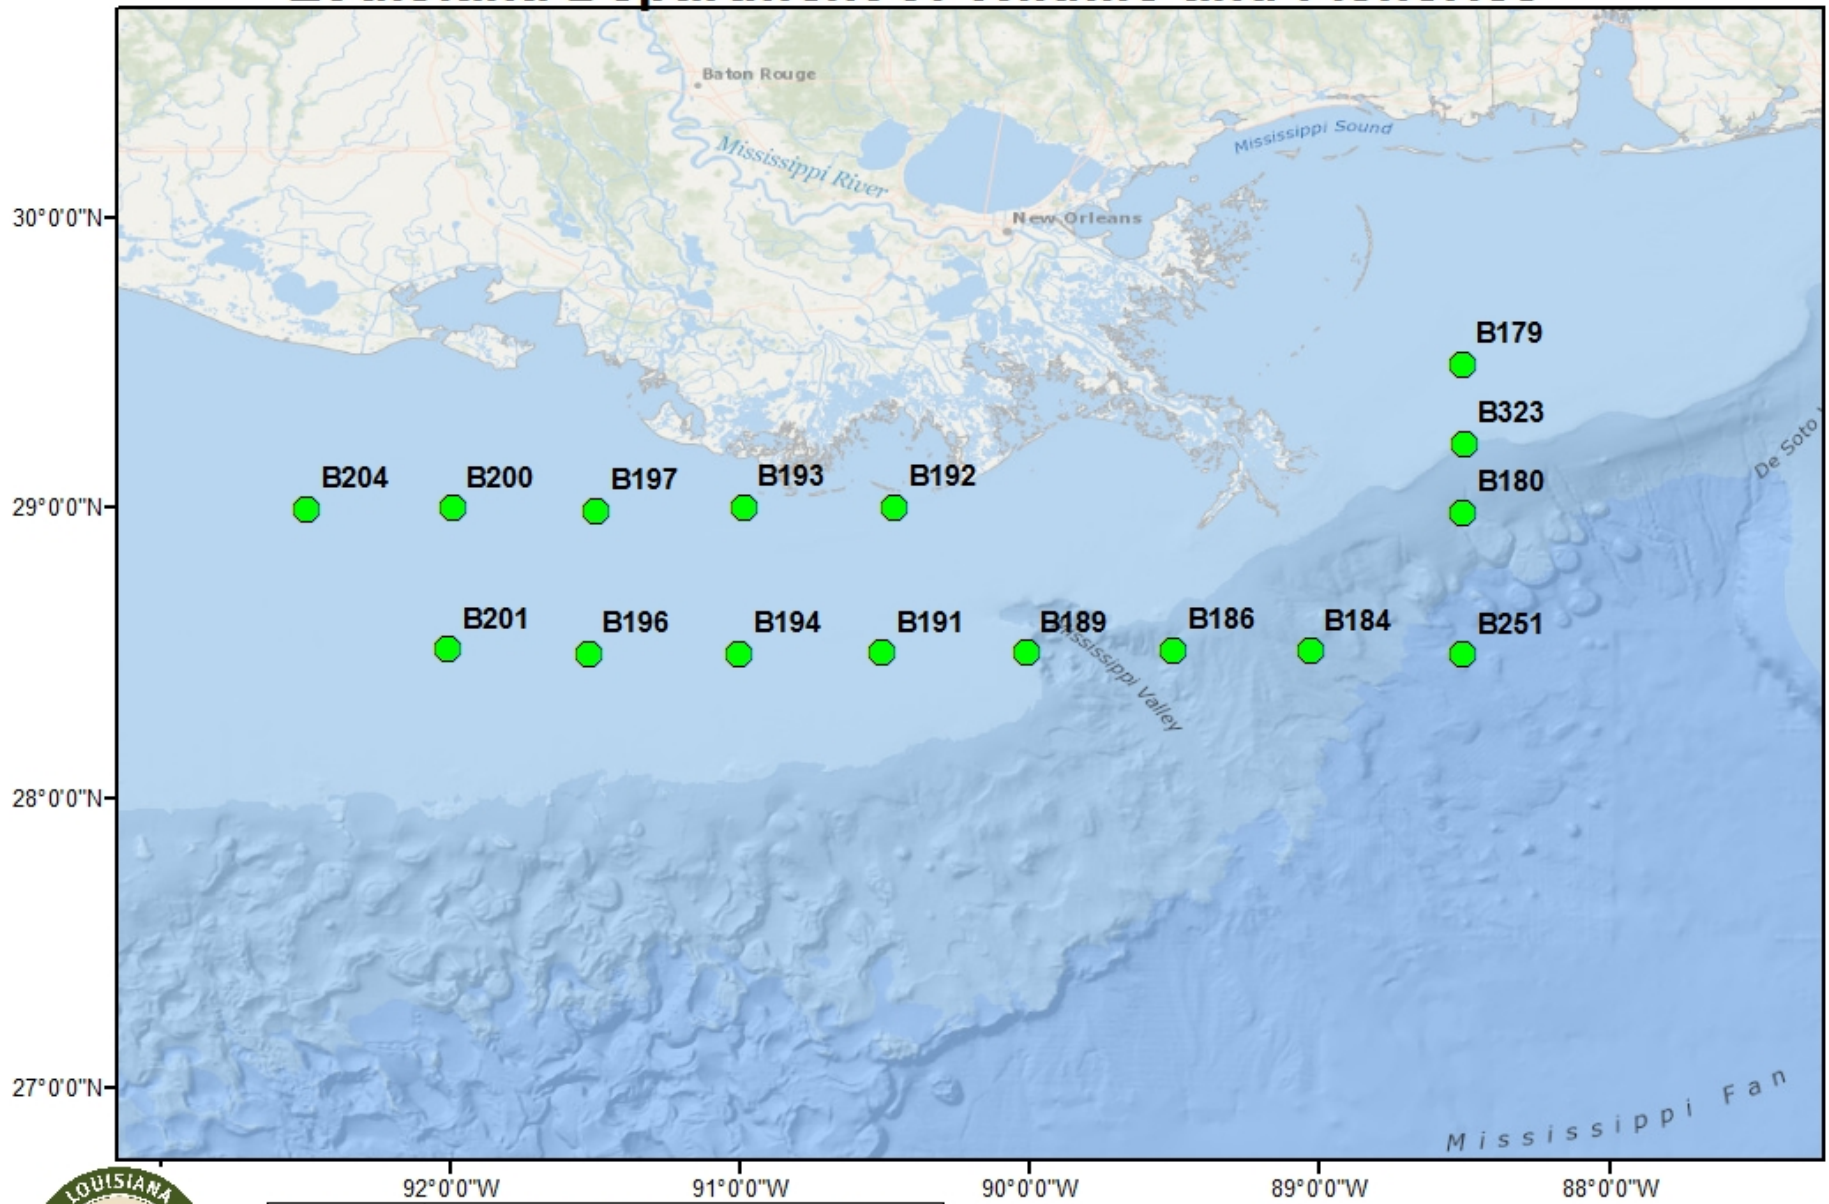 Baton Rouge
Mississippi Sound
Mississippi River
30°0'0"N
New Orleans
B179
B323
B204
B200
B197
B193
B192
B180
29°0'0"N
De Soto
B201
B196
B194
B191
B189
B186
B184
B251
Mississippi Valley
28°0'0"N
27°0'0"N
Mississippi Fan
LOUISIANA
92°0'0"W
91°0'0"W
90°0'0"W
89°0'0"W
88°0'0"W